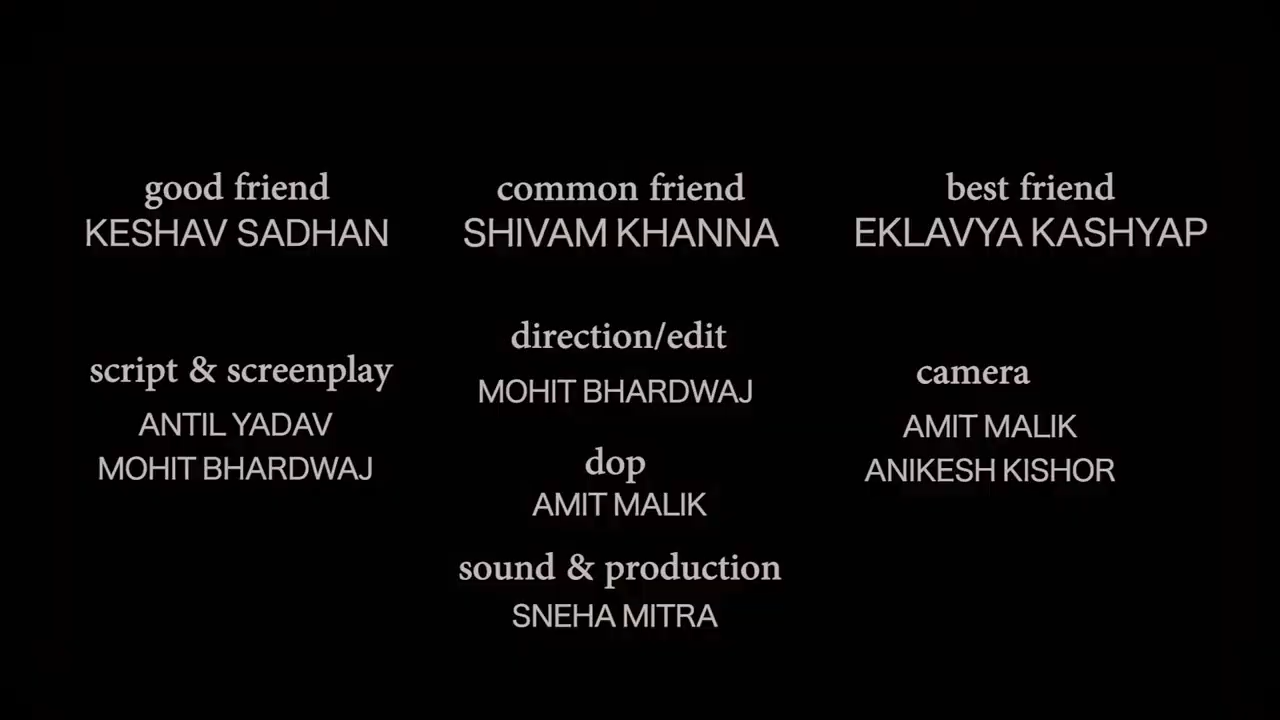 good friend
KESHAV SADHAN
common friend
SHIVAM KHANNA
best friend
EKLAVYA KASHYAP
script & screenplay
ANTIL YADAV
MOHIT BHARDWAJ
direction/edit
MOHIT BHARDWAJ
dop
AMIT MALIK
sound & production
SNEHA MITRA
camera
AMIT MALIK
ANIKESH KISHOR